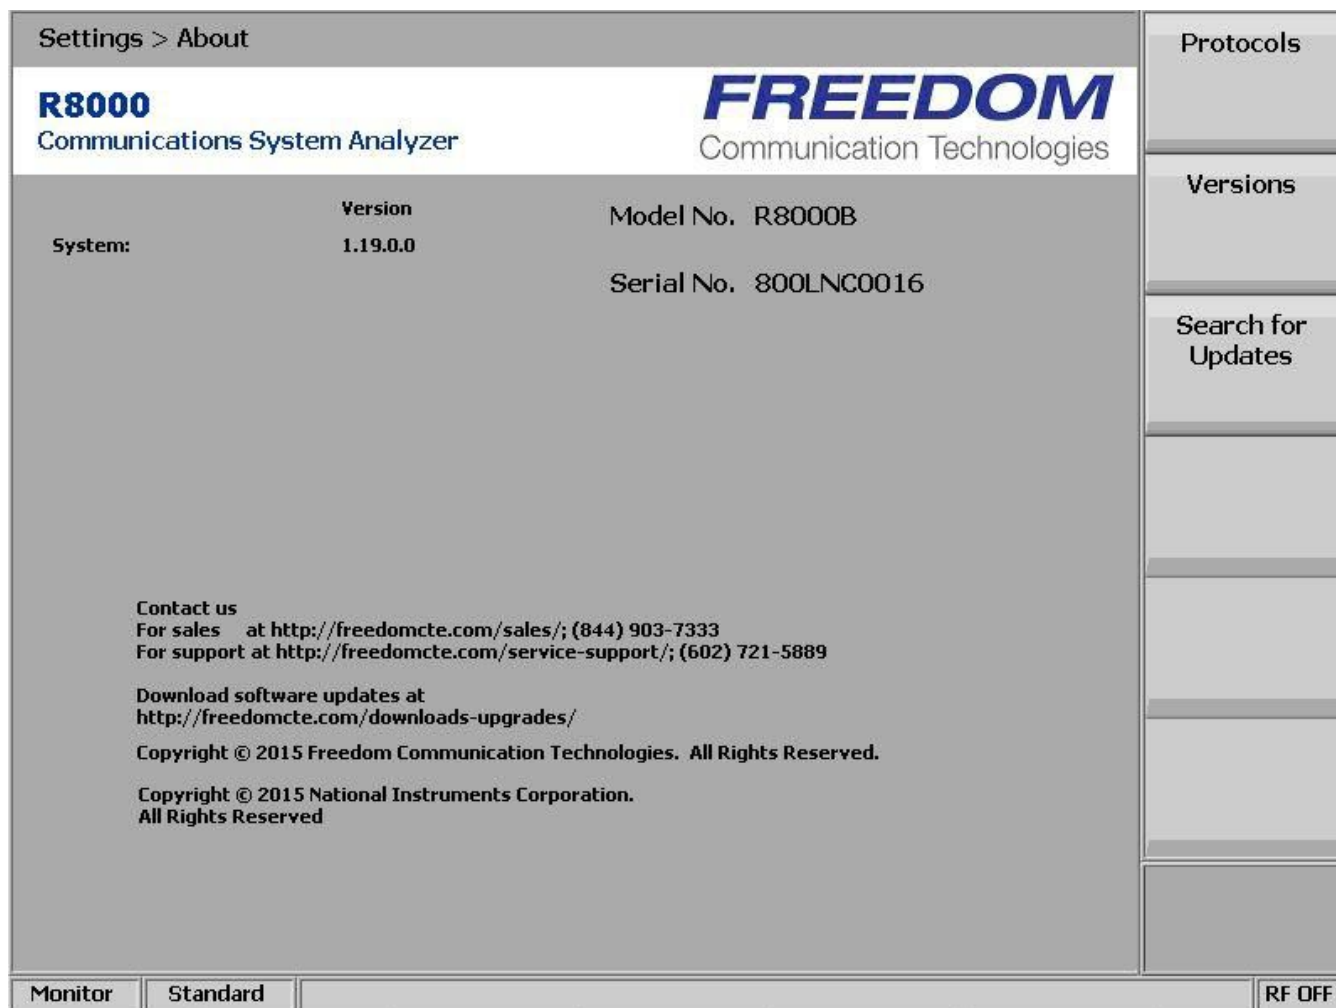 Settings > About
R8000
Communications System Analyzer
FREEDOM
Communication Technologies
Version
System: 1.19.0.0
Model No. R8000B
Serial No. 800LNC0016
Contact us
For sales at http://freedomcte.com/sales/; (844) 903-7333
For support at http://freedomcte.com/service-support/; (602) 721-5889
Download software updates at
http://freedomcte.com/downloads-upgrades/
Copyright © 2015 Freedom Communication Technologies. All Rights Reserved.
Copyright © 2015 National Instruments Corporation.
All Rights Reserved
Protocols
Versions
Search for
Updates
Monitor
Standard
RF OFF